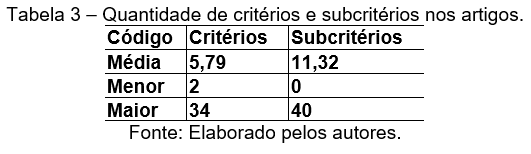 Tabela 3 – Quantidade de critérios e subcritérios nos artigos.
Código Critérios Subcritérios
Média 5,79 11,32
Menor 2 0
Maior 34 40
Fonte: Elaborado pelos autores.